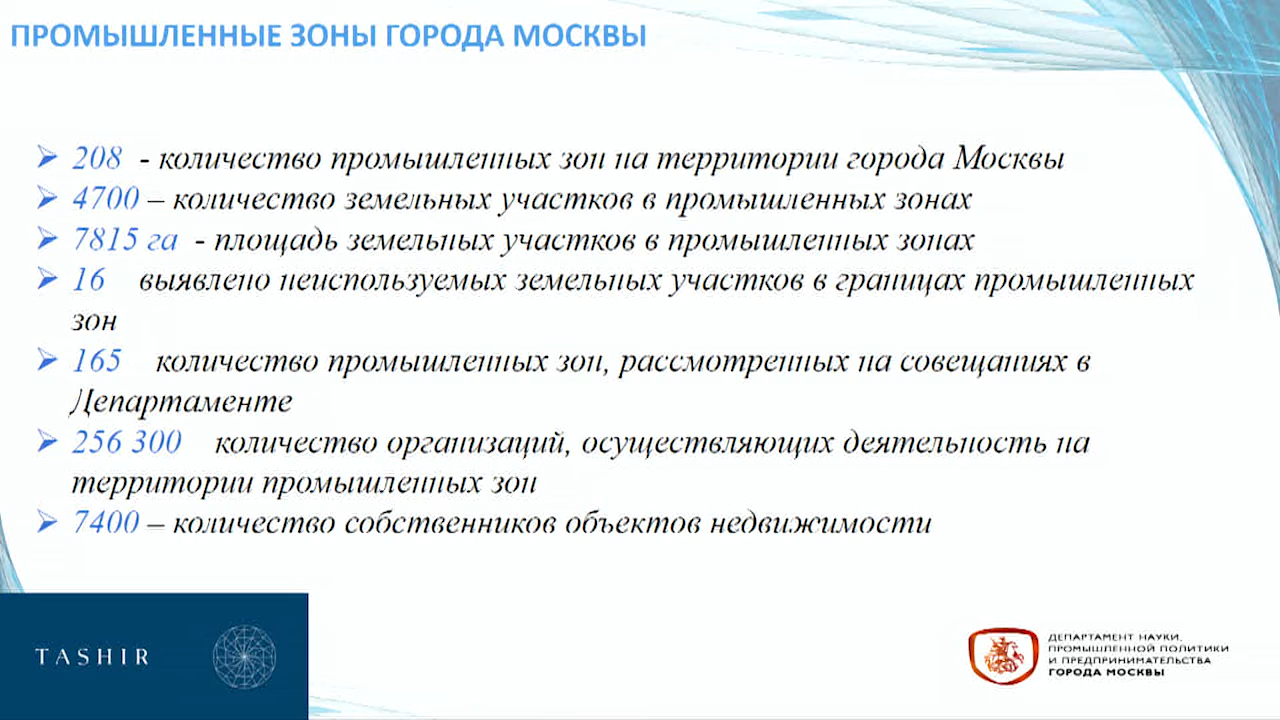 ПРОМЫШЛЕННЫЕ ЗОНЫ ГОРОДА МОСКВЫ
208 - количество промышленных зон на территории города Москвы
4700 – количество земельных участков в промышленных зонах
7815 га - площадь земельных участков в промышленных зонах
16 выявлено неиспользуемых земельных участков в границах промышленных
зон
165 количество промышленных зон, рассмотренных на совещаниях в
Департаменте
256 300 количество организаций, осуществляющих деятельность на
территории промышленных зон
7400 – количество собственников объектов недвижимости
TASHIR
ДЕПАРТАМЕНТ НАУКИ,
ПРОМЫШЛЕННОЙ ПОЛИТИКИ
И ПРЕДПРИНИМАТЕЛЬСТВА
ГОРОДА МОСКВЫ